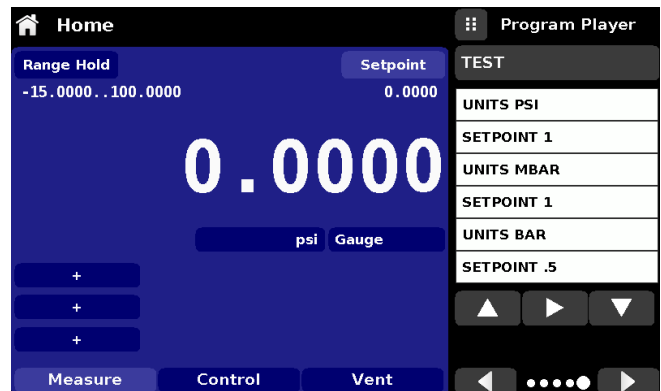 Home
Program Player
Range Hold
Setpoint
TEST
-15.0000..100.0000
0.0000
UNITS PSI
SETPOINT 1
0.0000
UNITS MBAR
SETPOINT 1
psi
Gauge
UNITS BAR
SETPOINT .5
+
+
+
Measure
Control
Vent